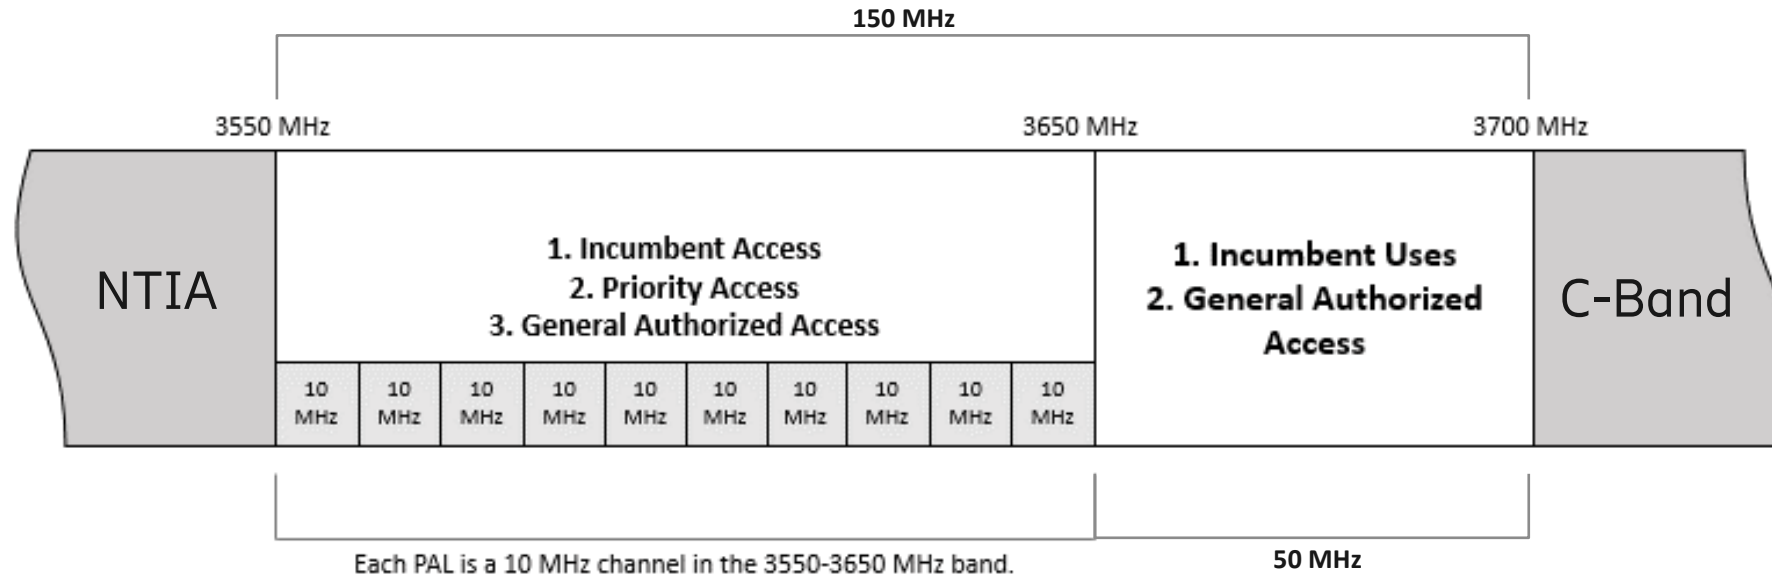 150 MHz
3550 MHz
3650 MHz
3700 MHz
NTIA
1. Incumbent Access
2. Priority Access
3. General Authorized Access
1. Incumbent Uses
2. General Authorized
Access
C-Band
10
MHz
10
MHz
10
MHz
10
MHz
10
MHz
10
MHz
10
MHz
10
MHz
10
MHz
10
MHz
Each PAL is a 10 MHz channel in the 3550-3650 MHz band.
50 MHz